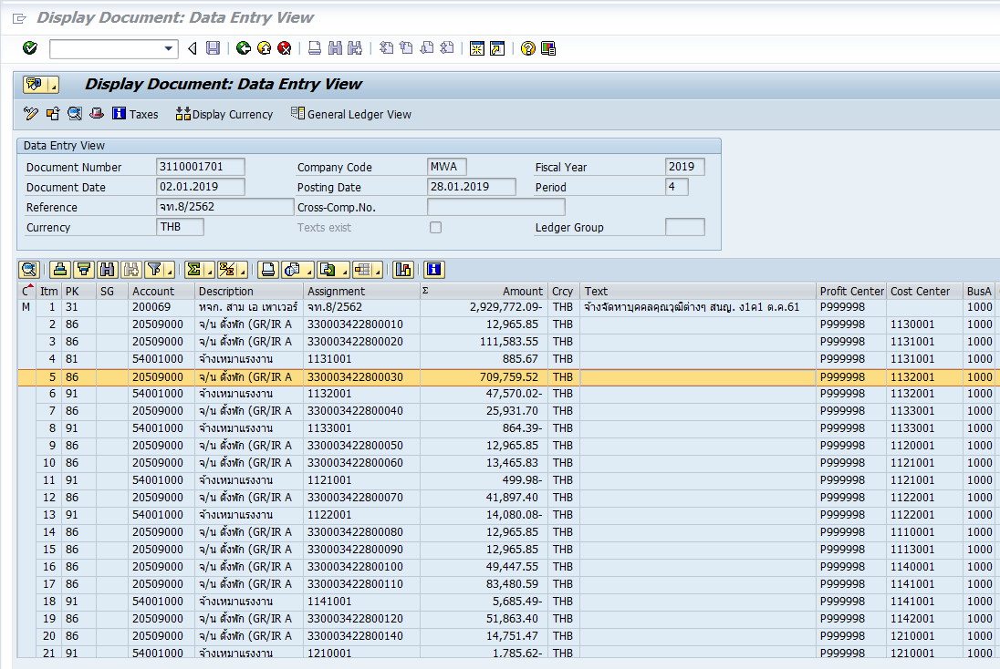 Display Document: Data Entry View
Display Document: Data Entry View
Taxes Display Currency General Ledger View
Data Entry View
Document Number 3110001701 Company Code MWA Fiscal Year 2019
Document Date 02.01.2019 Posting Date 28.01.2019 Period 4
Reference จท.8/2562 Cross-Comp.No.
Currency THB Texts exist Ledger Group
C Itm PK SG Account Description Assignment Σ Amount Crcy Text Profit Center Cost Center BusA
M 1 31 200069 หจก. สาม เอ เพาเวอร์ จท.8/2562 2,929,772.09- THB จ้างจัดหาบุคคลคุณวุฒิต่างๆ สนญ. ง1ค1 ต.ค.61 P999998 1000
2 86 20509000 จ/น ตั้งพัก (GR/IR A 330003422800010 12,965.85 THB P999998 1130001 1000
3 86 20509000 จ/น ตั้งพัก (GR/IR A 330003422800020 111,583.55 THB P999998 1131001 1000
4 81 54001000 จ้างเหมาแรงงาน 1131001 885.67 THB P999998 1131001 1000
5 86 20509000 จ/น ตั้งพัก (GR/IR A 330003422800030 709,759.52 THB P999998 1132001 1000
6 91 54001000 จ้างเหมาแรงงาน 1132001 47,570.02- THB P999998 1132001 1000
7 86 20509000 จ/น ตั้งพัก (GR/IR A 330003422800040 25,931.70 THB P999998 1133001 1000
8 91 54001000 จ้างเหมาแรงงาน 1133001 864.39- THB P999998 1133001 1000
9 86 20509000 จ/น ตั้งพัก (GR/IR A 330003422800050 12,965.85 THB P999998 1120001 1000
10 86 20509000 จ/น ตั้งพัก (GR/IR A 330003422800060 13,465.83 THB P999998 1121001 1000
11 91 54001000 จ้างเหมาแรงงาน 1121001 499.98- THB P999998 1121001 1000
12 86 20509000 จ/น ตั้งพัก (GR/IR A 330003422800070 41,897.40 THB P999998 1122001 1000
13 91 54001000 จ้างเหมาแรงงาน 1122001 14,080.08- THB P999998 1122001 1000
14 86 20509000 จ/น ตั้งพัก (GR/IR A 330003422800080 12,965.85 THB P999998 1110001 1000
15 86 20509000 จ/น ตั้งพัก (GR/IR A 330003422800090 12,965.85 THB P999998 1113001 1000
16 86 20509000 จ/น ตั้งพัก (GR/IR A 330003422800100 49,447.55 THB P999998 1140001 1000
17 86 20509000 จ/น ตั้งพัก (GR/IR A 330003422800110 83,480.59 THB P999998 1141001 1000
18 91 54001000 จ้างเหมาแรงงาน 1141001 5,685.49- THB P999998 1141001 1000
19 86 20509000 จ/น ตั้งพัก (GR/IR A 330003422800120 51,863.40 THB P999998 1142001 1000
20 86 20509000 จ/น ตั้งพัก (GR/IR A 330003422800140 14,751.47 THB P999998 1210001 1000
21 91 54001000 จ้างเหมาแรงงาน 1210001 1,785.62- THB P999998 1210001 1000